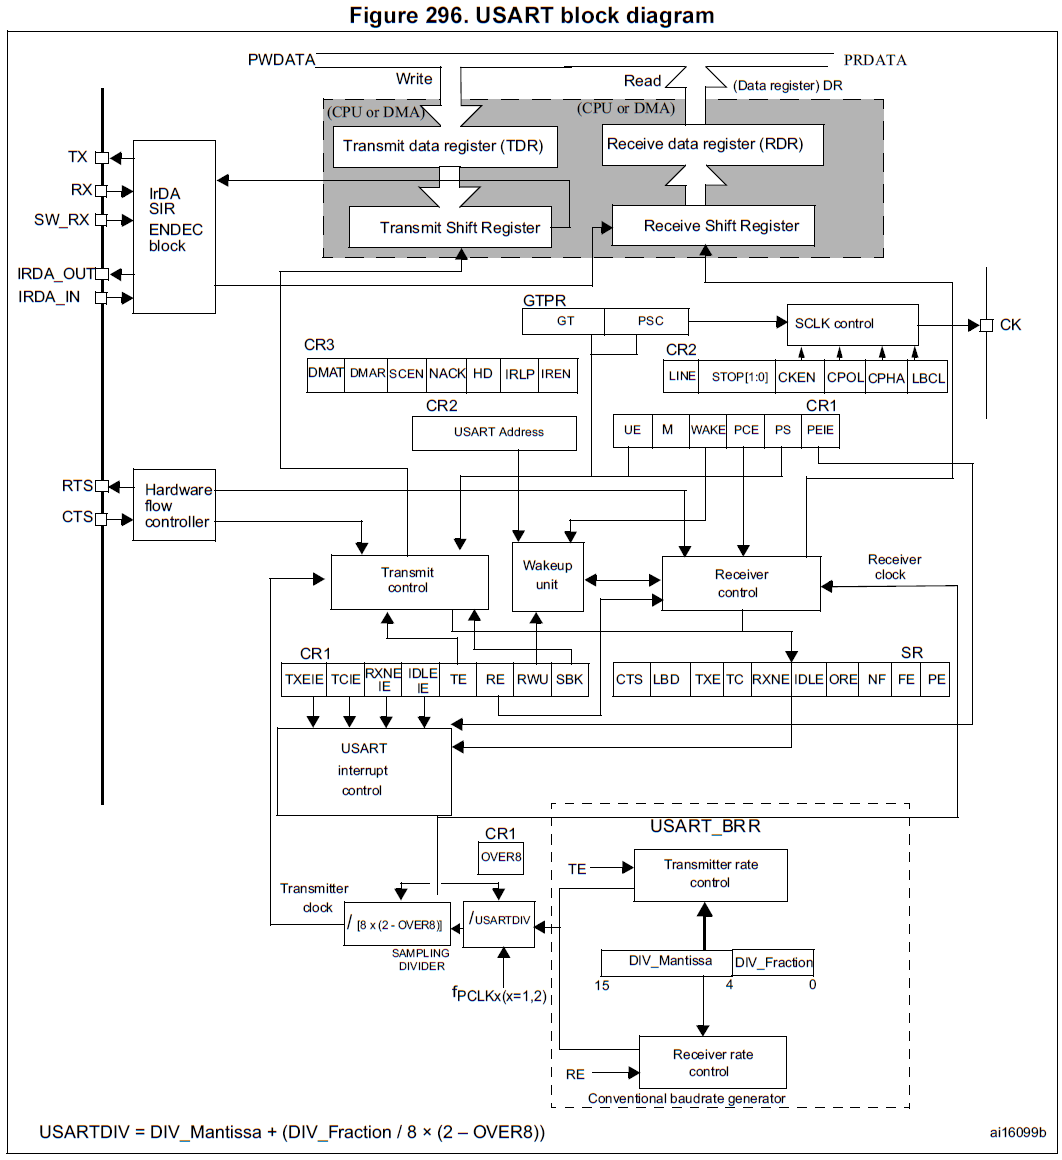 Figure 296. USART block diagram
PWDATA
PRDATA
Write
Read
(Data register) DR
(CPU or DMA)
(CPU or DMA)
Transmit data register (TDR)
Receive data register (RDR)
TX
RX
SW_RX
IRDA_OUT
IRDA_IN
IrDA
SIR
ENDEC
block
Transmit Shift Register
Receive Shift Register
GTPR
GT
PSC
SCLK control
CK
CR3
DMAT
DMAR
SCEN
NACK
HD
IRLP
IREN
CR2
LINE
STOP[1:0]
CKEN
CPOL
CPHA
LBCL
CR2
USART Address
CR1
UE
M
WAKE
PCE
PS
PEIE
RTS
CTS
Hardware
flow
controller
Transmit
control
Wakeup
unit
Receiver
control
Receiver
clock
CR1
TXEIE
TCIE
RXNE
IE
IDLE
IE
TE
RE
RWU
SBK
SR
CTS
LBD
TXE
TC
RXNE
IDLE
ORE
NF
FE
PE
USART
interrupt
control
USART_BRR
CR1
OVER8
TE
Transmitter rate
control
Transmitter
clock
/ [8 x (2 - OVER8)]
/USARTDIV
SAMPLING
DIVIDER
fPCLKx(x=1,2)
DIV_Mantissa
DIV_Fraction
15
4
0
RE
Receiver rate
control
Conventional baudrate generator
USARTDIV = DIV_Mantissa + (DIV_Fraction / 8 × (2 – OVER8))
ai16099b